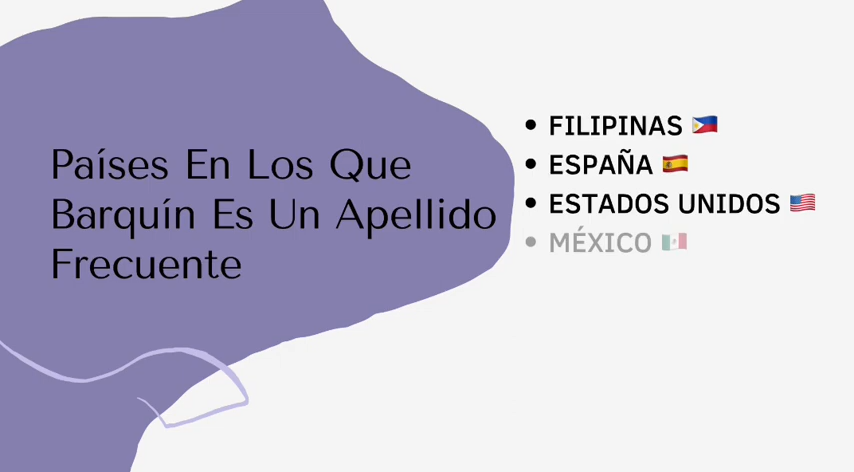 Países En Los Que
Barquín Es Un Apellido
Frecuente
• FILIPINAS 🇵🇭
• ESPAÑA 🇪🇸
• ESTADOS UNIDOS 🇺🇸
• MÉXICO 🇲🇽